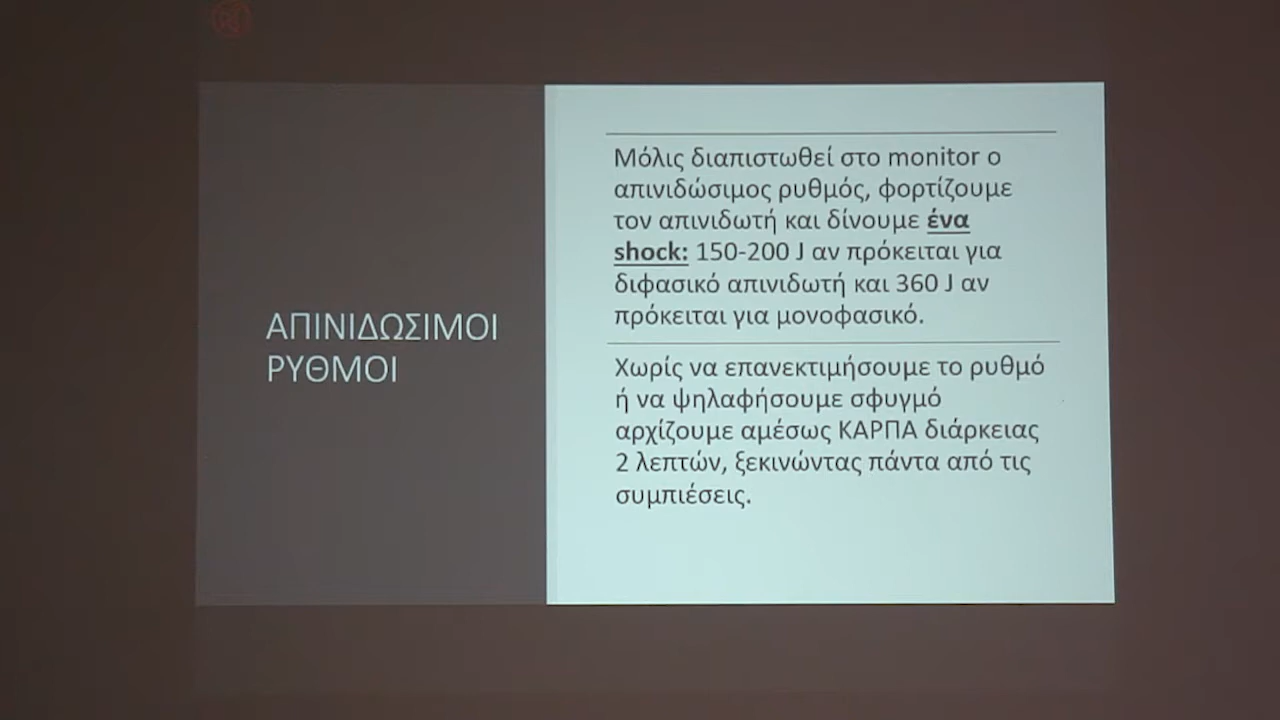 ΑΠΙΝΙΔΩΣΙΜΟΙ
ΡΥΘΜΟΙ
Μόλις διαπιστωθεί στο monitor ο
απινιδώσιμος ρυθμός, φορτίζουμε
τον απινιδωτή και δίνουμε ένα
shock: 150-200 J αν πρόκειται για
διφασικό απινιδωτή και 360 J αν
πρόκειται για μονοφασικό.
Χωρίς να επανεκτιμήσουμε το ρυθμό
ή να ψηλαφήσουμε σφυγμό
αρχίζουμε αμέσως ΚΑΡΠΑ διάρκειας
2 λεπτών, ξεκινώντας πάντα από τις
συμπιέσεις.